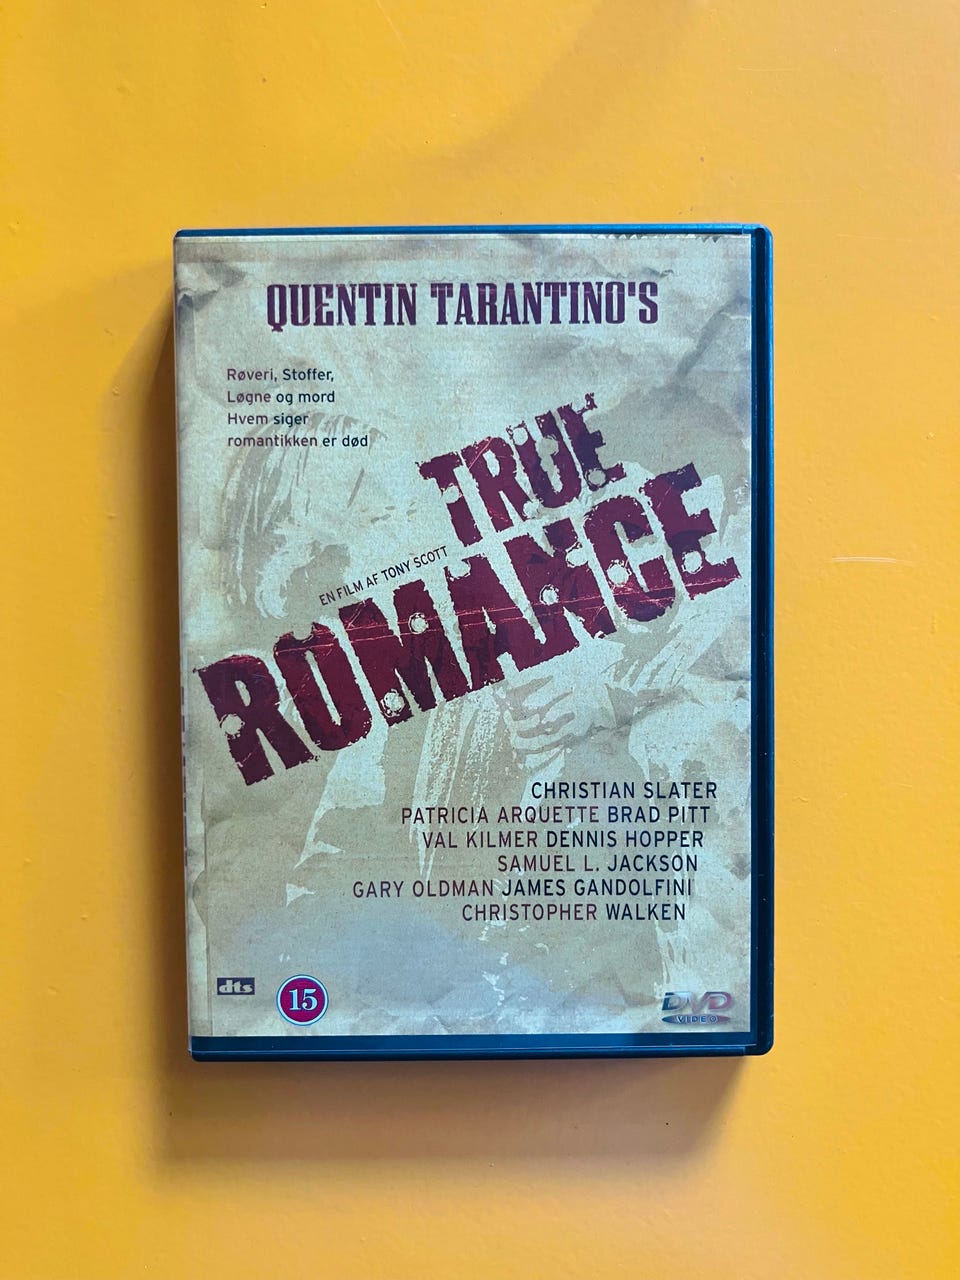 QUENTIN TARANTINO'S
Røveri, Stoffer,
Løgne og mord
Hvem siger
romantikken er død
TRUE
ROMANCE
EN FILM AF TONY SCOTT
CHRISTIAN SLATER
PATRICIA ARQUETTE BRAD PITT
VAL KILMER DENNIS HOPPER
SAMUEL L. JACKSON
GARY OLDMAN JAMES GANDOLFINI
CHRISTOPHER WALKEN
dts
15
DVD
VIDEO